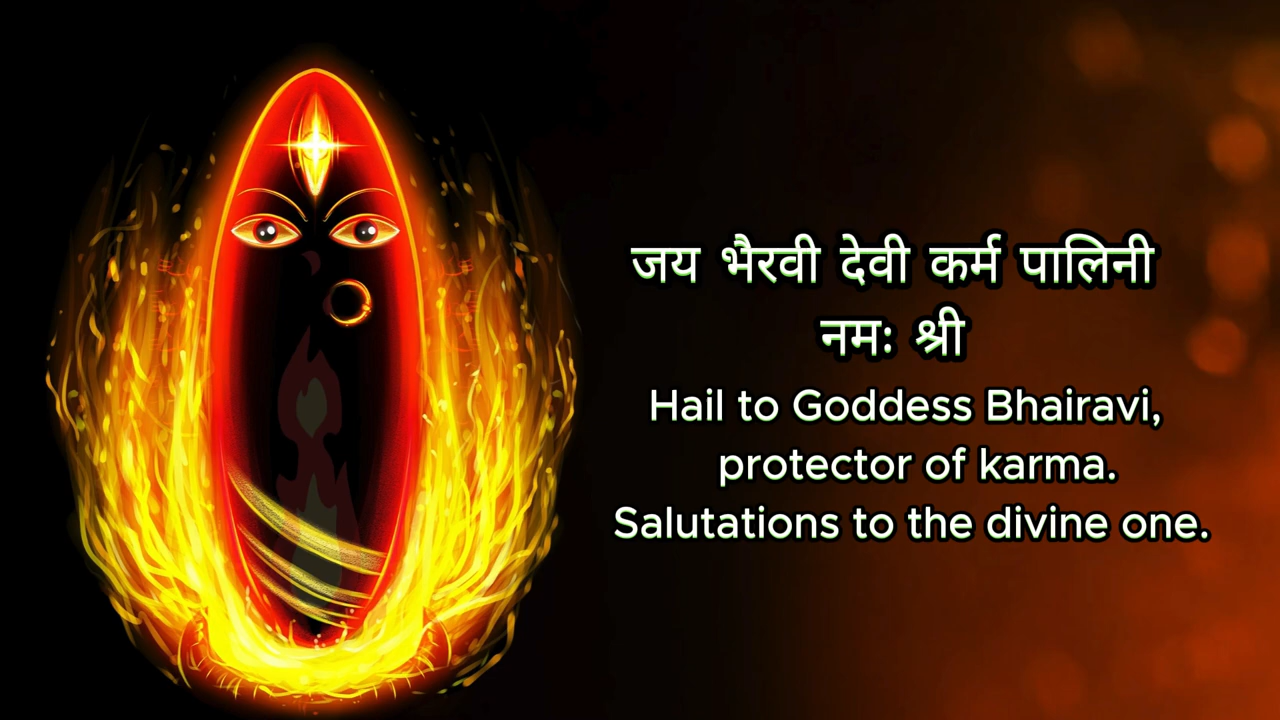 जय भैरवी देवी कर्म पालिनी
नमः श्री
Hail to Goddess Bhairavi,
protector of karma.
Salutations to the divine one.